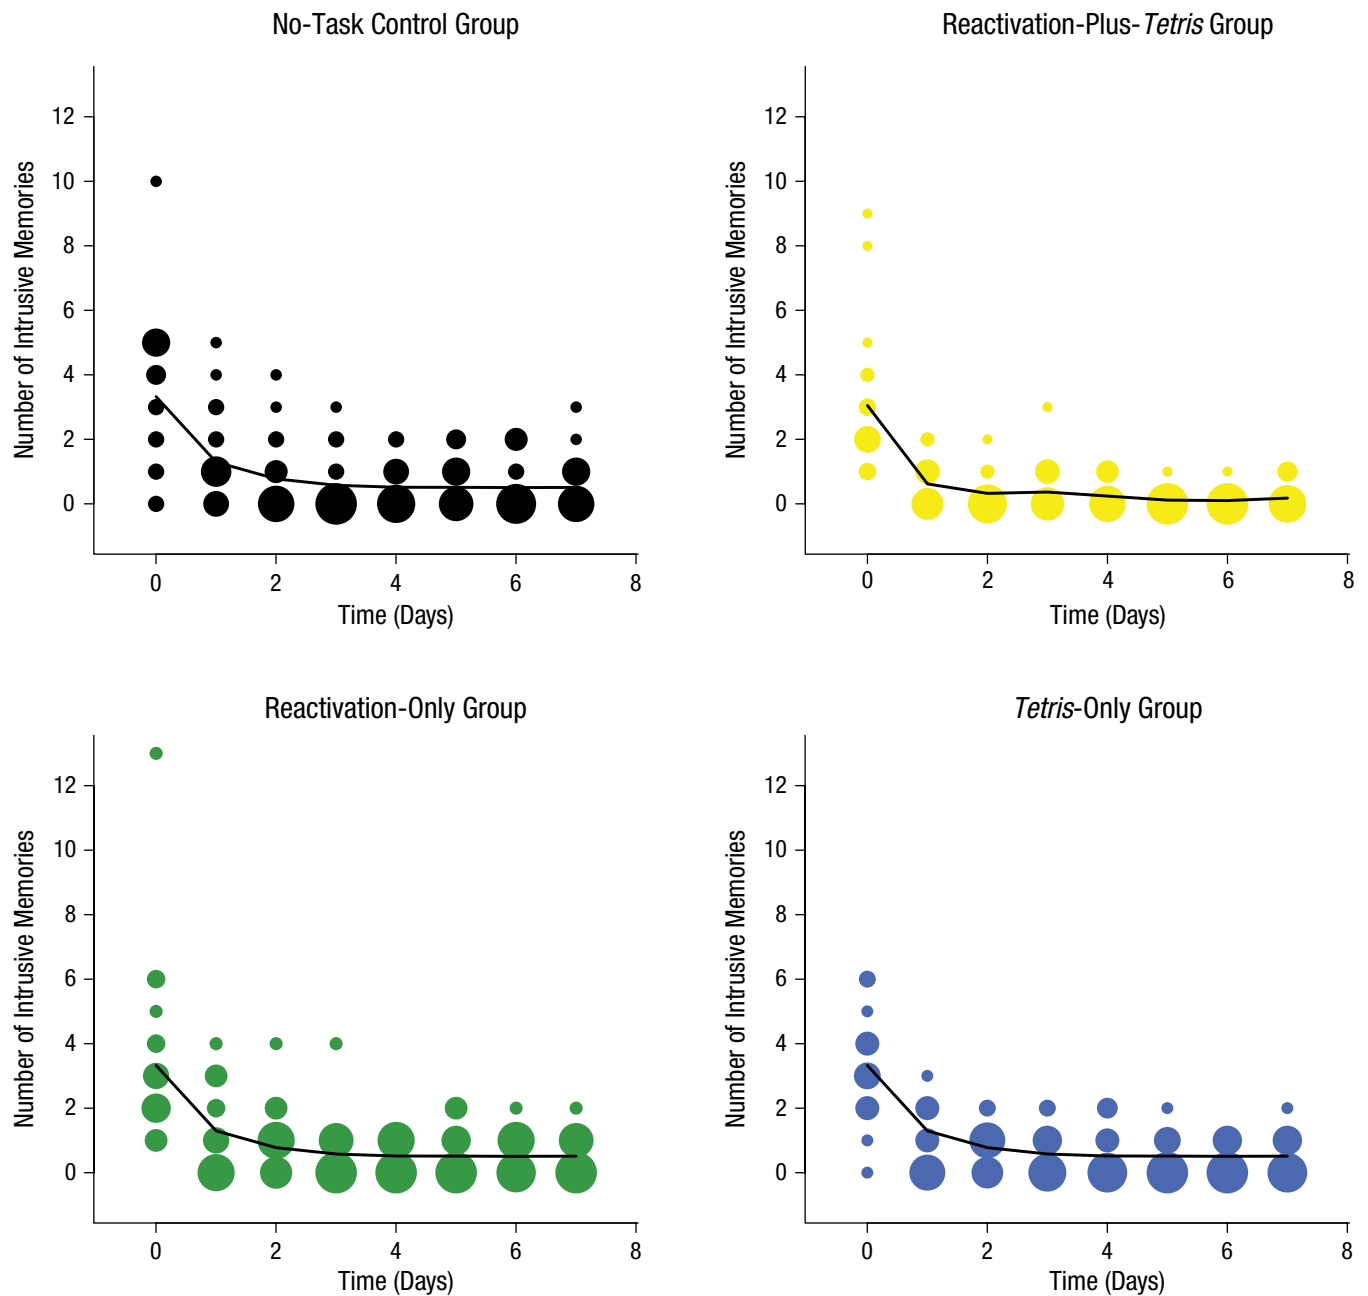 No-Task Control Group
Number of Intrusive Memories
12
10
8
6
4
2
0
0 2 4 6 8
Time (Days)
Reactivation-Plus-Tetris Group
Number of Intrusive Memories
12
10
8
6
4
2
0
0 2 4 6 8
Time (Days)
Reactivation-Only Group
Number of Intrusive Memories
12
10
8
6
4
2
0
0 2 4 6 8
Time (Days)
Tetris-Only Group
Number of Intrusive Memories
12
10
8
6
4
2
0
0 2 4 6 8
Time (Days)